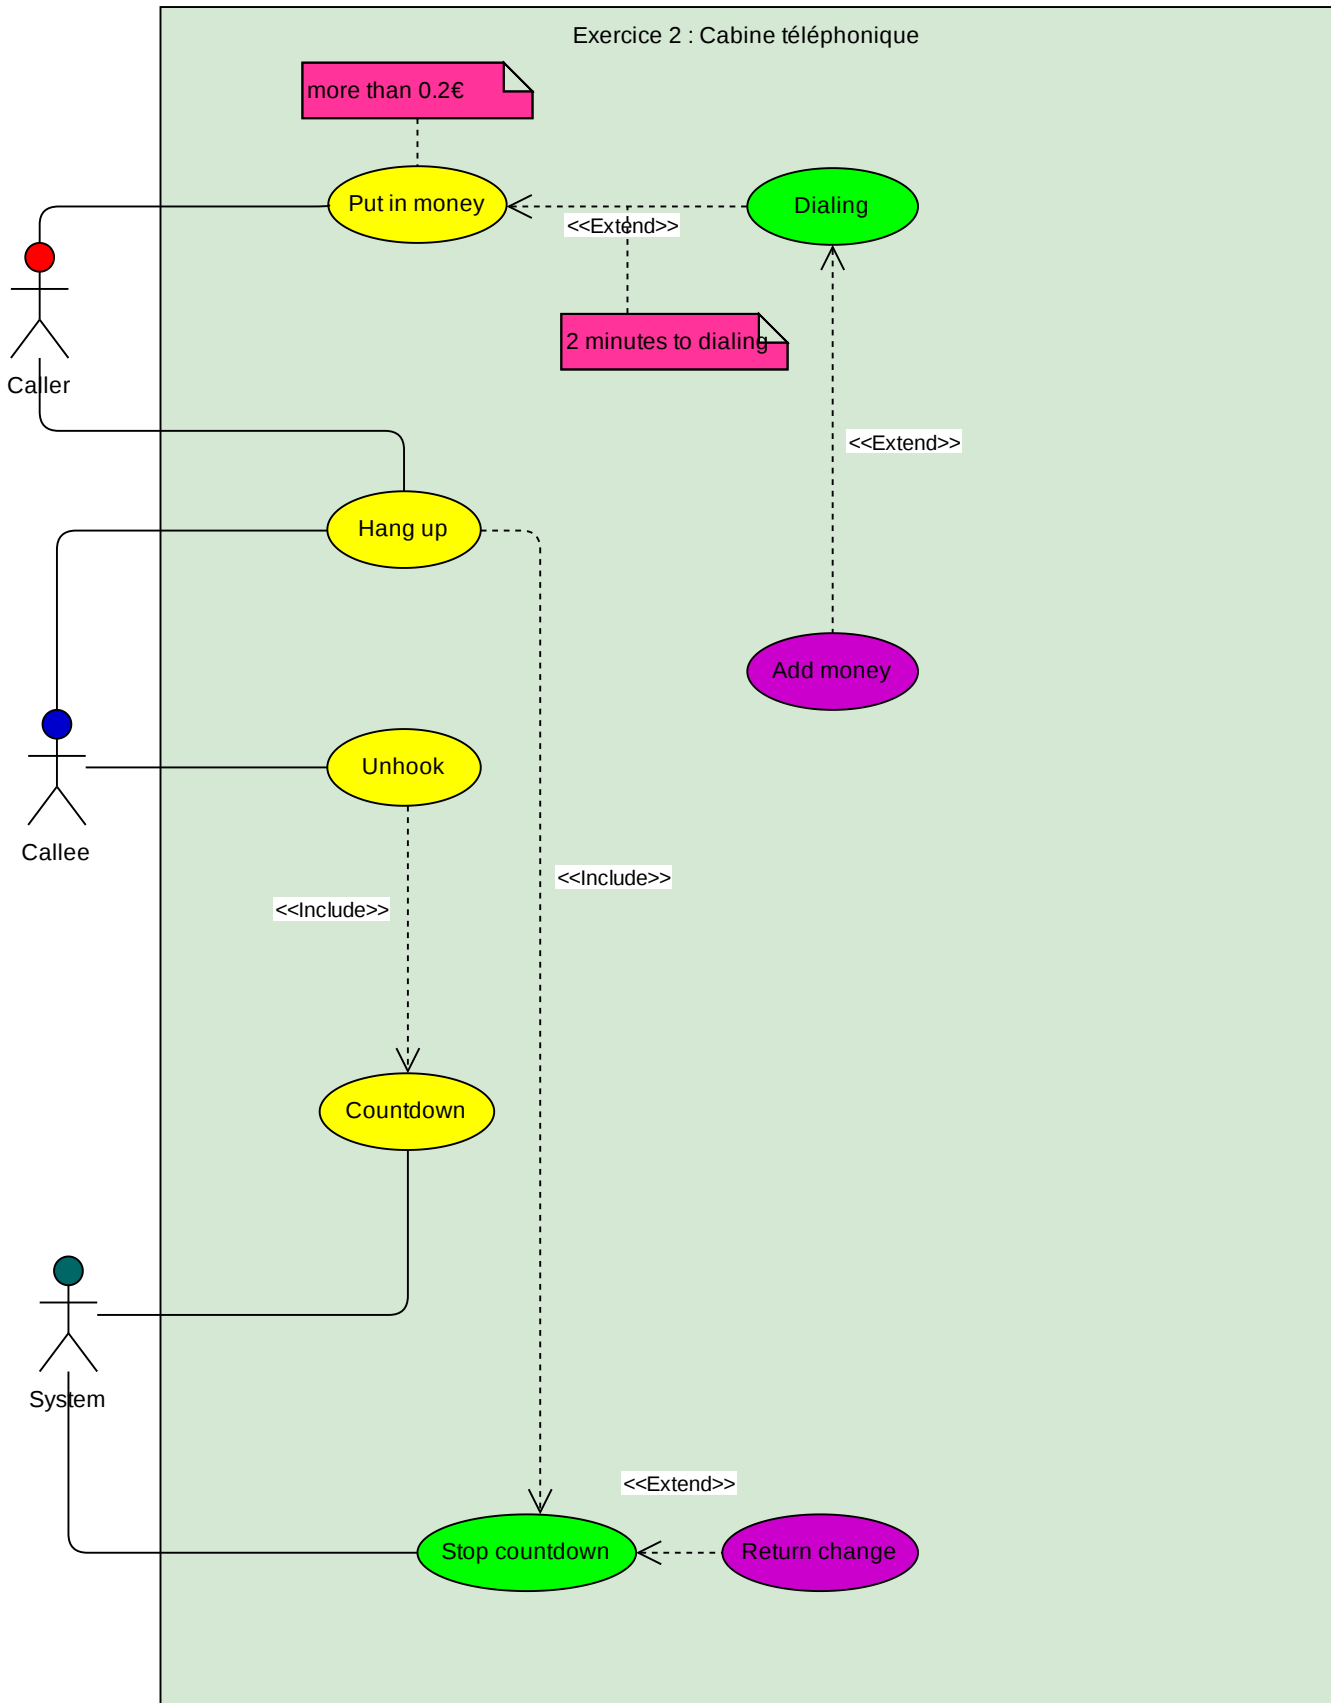 Exercice 2 : Cabine téléphonique
more than 0.2€
Put in money
Dialing
<<Extend>>
2 minutes to dialing
Caller
<<Extend>>
Hang up
Add money
Unhook
Callee
<<Include>>
<<Include>>
Countdown
System
<<Extend>>
Stop countdown
Return change